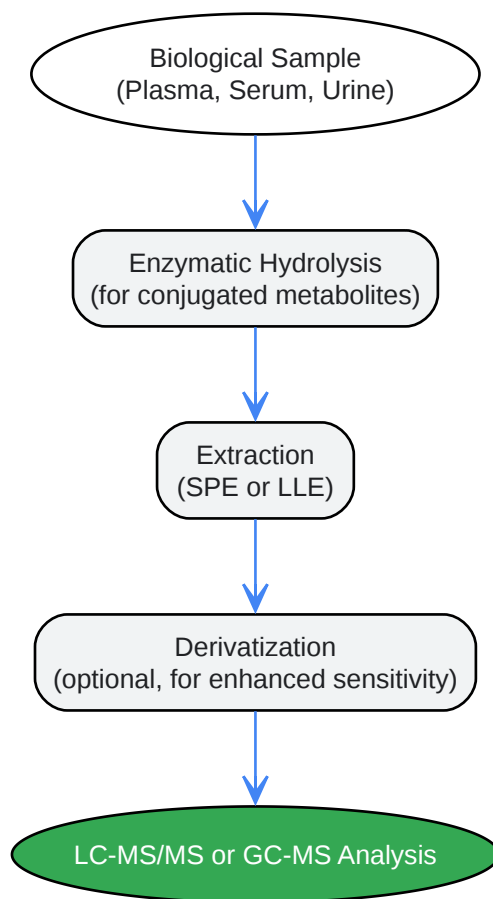 Biological Sample
(Plasma, Serum, Urine)
Enzymatic Hydrolysis
(for conjugated metabolites)
Extraction
(SPE or LLE)
Derivatization
(optional, for enhanced sensitivity)
LC-MS/MS or GC-MS Analysis